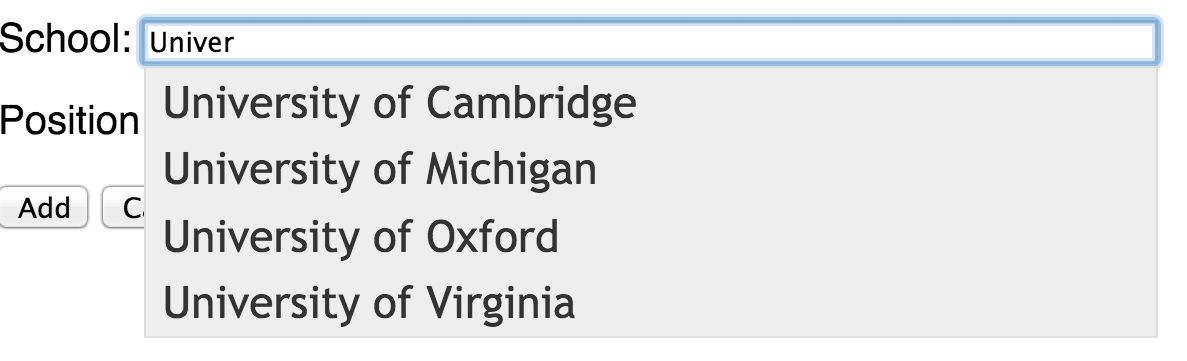 School: Univer
University of Cambridge
Position
University of Michigan
Add
University of Oxford
University of Virginia